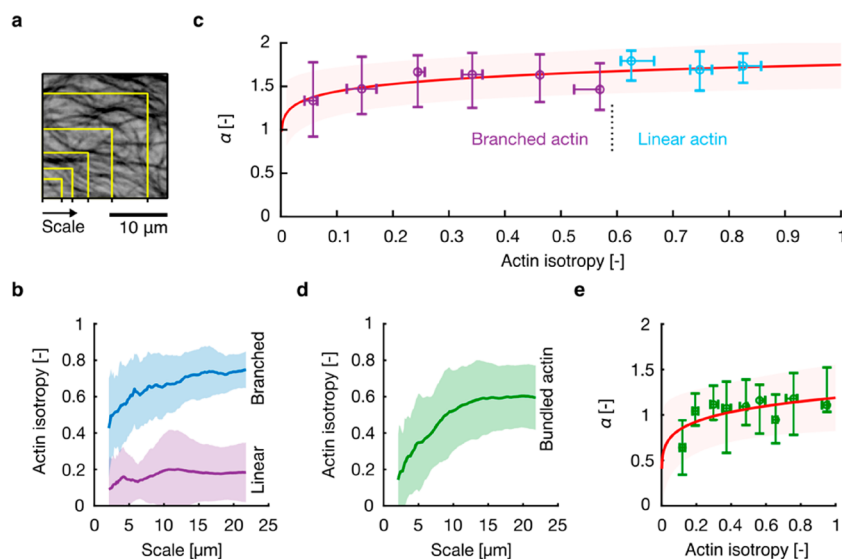 a
Scale
10 μm
c
α [-]
2
1.5
1
0.5
0
Branched actin
Linear actin
0 0.1 0.2 0.3 0.4 0.5 0.6 0.7 0.8 0.9 1
Actin isotropy [-]
b
Actin isotropy [-]
1
0.8
0.6
0.4
0.2
0
Branched
Linear
0 5 10 15 20 25
Scale [μm]
d
Actin isotropy [-]
1
0.8
0.6
0.4
0.2
0
Bundled actin
0 5 10 15 20 25
Scale [μm]
e
α [-]
2
1.5
1
0.5
0
0 0.2 0.4 0.6 0.8 1
Actin isotropy [-]